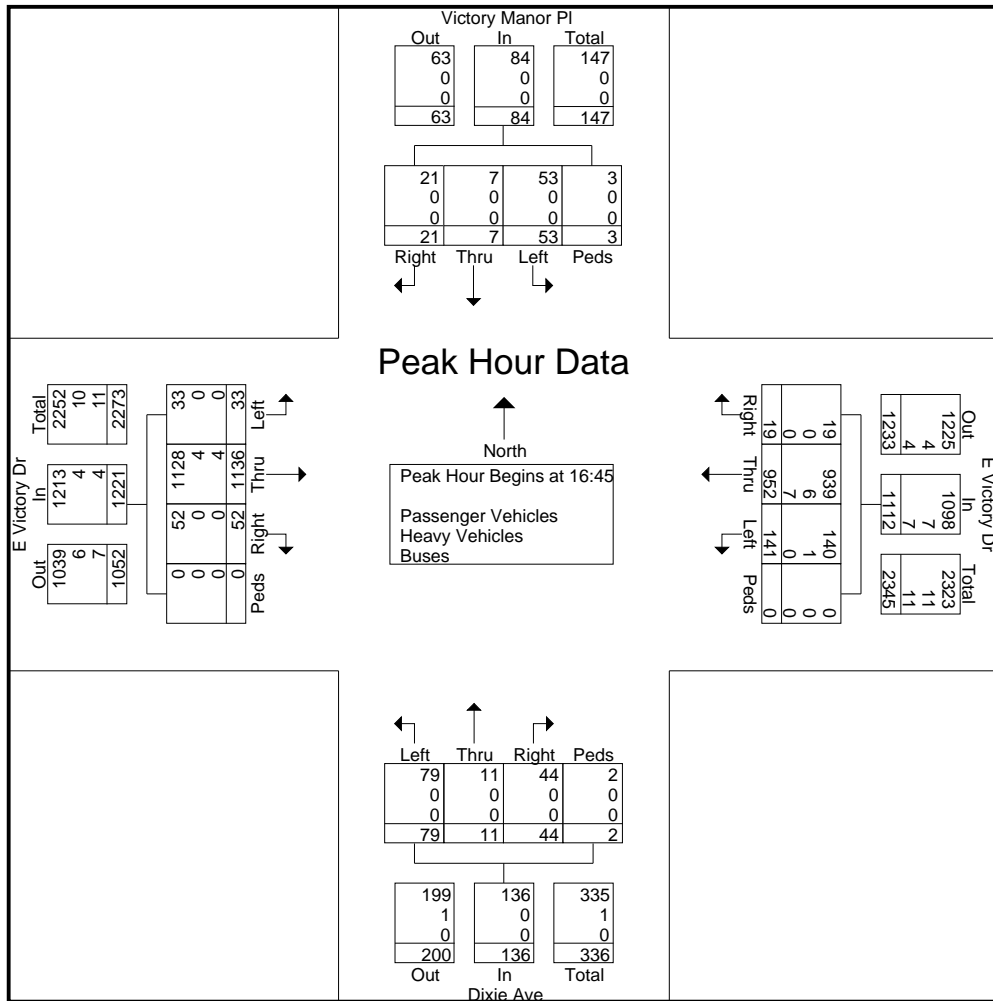 Victory Manor Pl
Out In Total
63 84 147
0 0 0
0 0 0
63 84 147
21 7 53 3
0 0 0 0
0 0 0 0
21 7 53 3
Right Thru Left Peds
Peak Hour Data
North
Peak Hour Begins at 16:45
Passenger Vehicles
Heavy Vehicles
Buses
E Victory Dr
Total In Out
2252 1213 1039
10 4 6
11 4 7
2273 1221 1052
33 1128 52 0
0 4 0 0
0 4 0 0
33 1136 52 0
Left Thru Right Peds
Right Thru Left Peds
19 952 141 0
0 7 0 0
0 6 1 0
19 939 140 0
1233 1112 2345
4 7 11
4 7 11
1225 1098 2323
Out In Total
E Victory Dr
Left Thru Right Peds
79 11 44 2
0 0 0 0
0 0 0 0
79 11 44 2
199 136 335
1 0 1
0 0 0
200 136 336
Out In Total
Dixie Ave